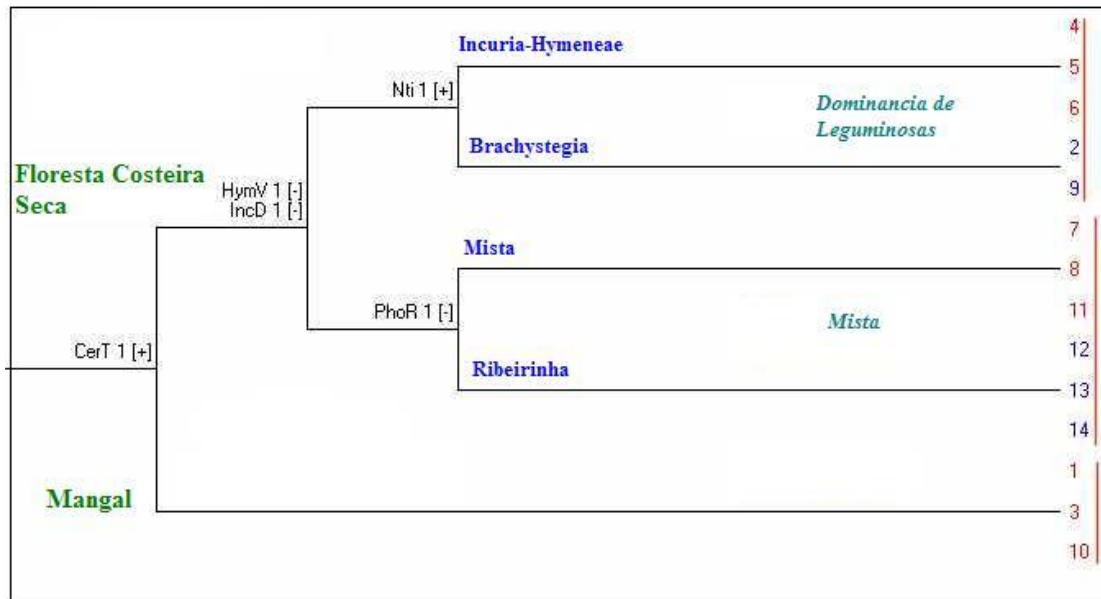 4
Incuria-Hymeneae
5
Nti 1 [+]
6
Dominancia de
Leguminosas
Brachystegia
2
Floresta Costeira
Seca
HymV 1 [-]
IncD 1 [-]
9
7
Mista
8
PhoR 1 [-]
11
Mista
CerT 1 [+]
12
Ribeirinha
13
14
1
Mangal
3
10